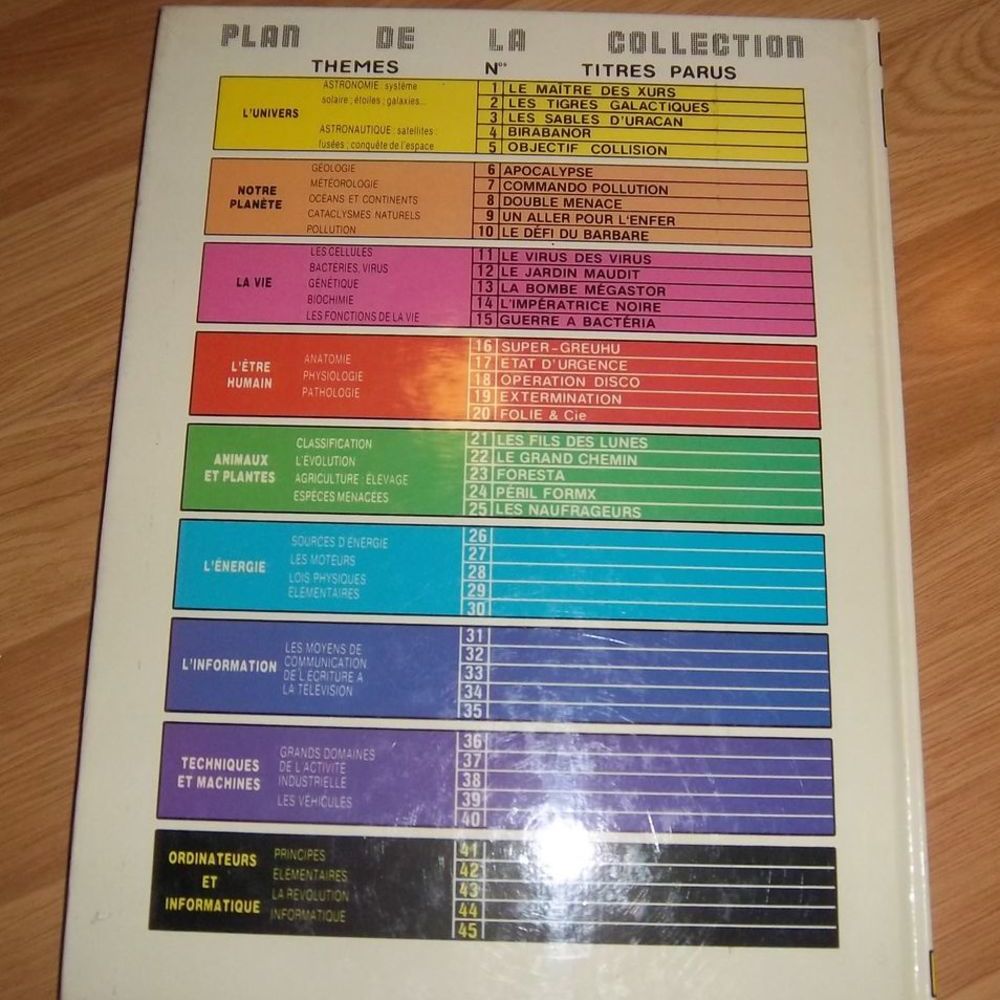 PLAN DE LA COLLECTION
THEMES Nos TITRES PARUS
L'UNIVERS
ASTRONOMIE : système
solaire ; étoiles ; galaxies...
ASTRONAUTIQUE : satellites ;
fusées ; conquête de l'espace
1 LE MAÎTRE DES XURS
2 LES TIGRES GALACTIQUES
3 LES SABLES D'URACAN
4 BIRABANOR
5 OBJECTIF COLLISION
NOTRE
PLANÈTE
GÉOLOGIE
MÉTÉOROLOGIE
OCÉANS ET CONTINENTS
CATACLYSMES NATURELS
POLLUTION
6 APOCALYPSE
7 COMMANDO POLLUTION
8 DOUBLE MENACE
9 UN ALLER POUR L'ENFER
10 LE DÉFI DU BARBARE
LA VIE
LES CELLULES
BACTÉRIES, VIRUS
GÉNÉTIQUE
BIOCHIMIE
LES FONCTIONS DE LA VIE
11 LE VIRUS DES VIRUS
12 LE JARDIN MAUDIT
13 LA BOMBE MÉGASTOR
14 L'IMPÉRATRICE NOIRE
15 GUERRE A BACTÉRIA
L'ÊTRE
HUMAIN
ANATOMIE
PHYSIOLOGIE
PATHOLOGIE
16 SUPER-GREUHU
17 ETAT D'URGENCE
18 OPERATION DISCO
19 EXTERMINATION
20 FOLIE & Cie
ANIMAUX
ET PLANTES
CLASSIFICATION
L'ÉVOLUTION
AGRICULTURE : ÉLEVAGE
ESPÈCES MENACÉES
21 LES FILS DES LUNES
22 LE GRAND CHEMIN
23 FORESTA
24 PÉRIL FORMX
25 LES NAUFRAGEURS
L'ÉNERGIE
SOURCES D'ÉNERGIE
LES MOTEURS
LOIS PHYSIQUES
ÉLÉMENTAIRES
26
27
28
29
30
L'INFORMATION
LES MOYENS DE
COMMUNICATION
DE L'ÉCRITURE A
LA TÉLÉVISION
31
32
33
34
35
TECHNIQUES
ET MACHINES
GRANDS DOMAINES
DE L'ACTIVITÉ
INDUSTRIELLE
LES VÉHICULES
36
37
38
39
40
ORDINATEURS
ET
INFORMATIQUE
PRINCIPES
ÉLÉMENTAIRES
LA RÉVOLUTION
INFORMATIQUE
41
42
43
44
45